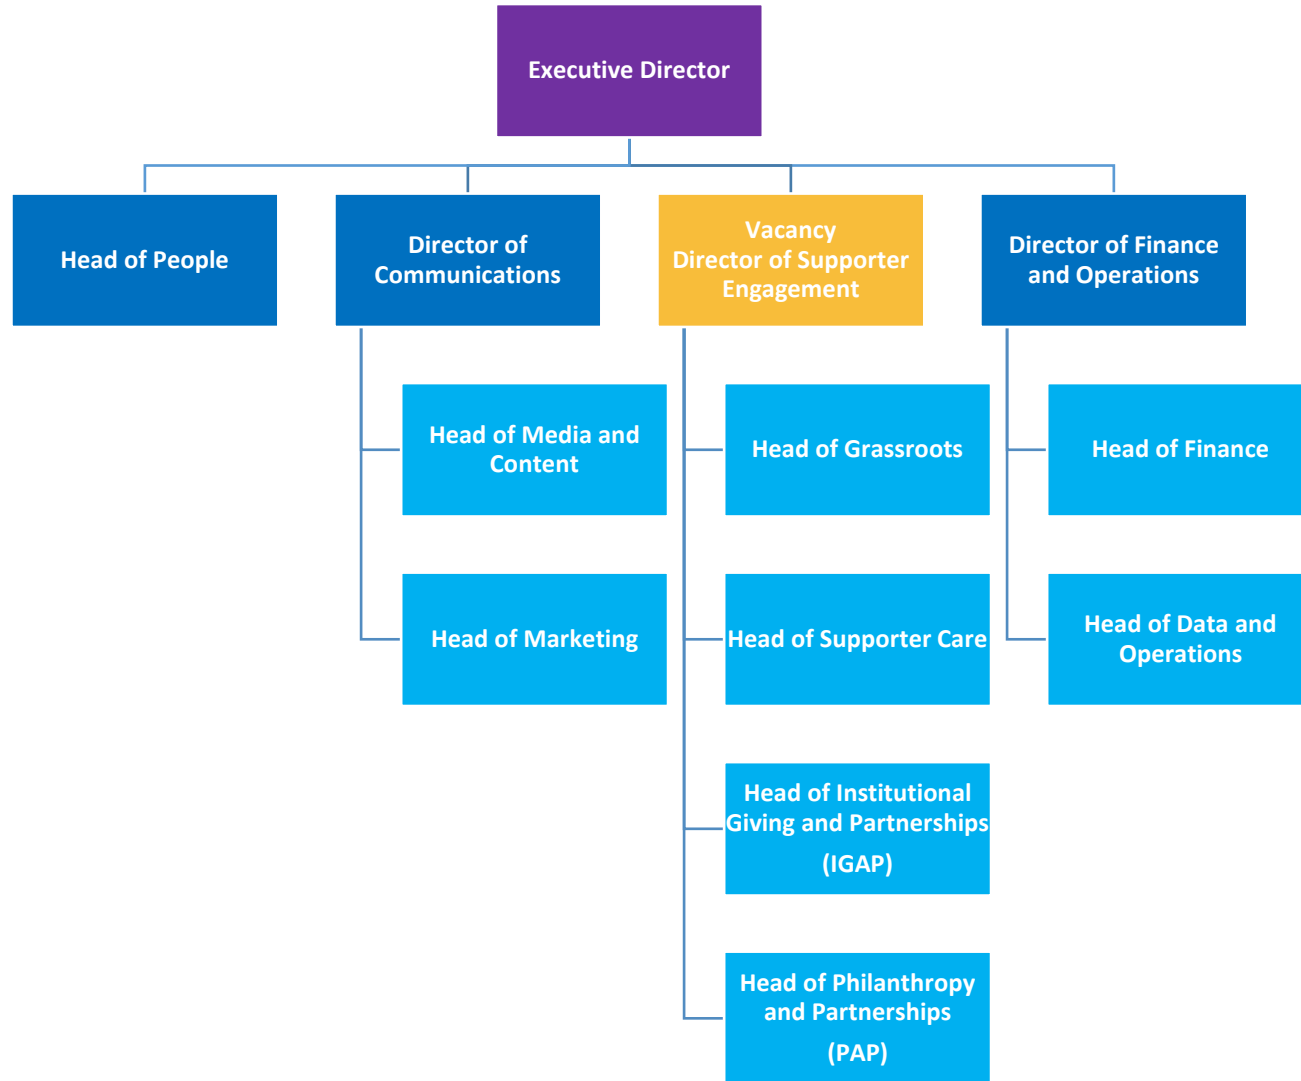 Executive Director
Head of People
Director of
Communications
Vacancy
Director of Supporter
Engagement
Director of Finance
and Operations
Head of Media and
Content
Head of Marketing
Head of Grassroots
Head of Supporter Care
Head of Institutional
Giving and Partnerships
(IGAP)
Head of Philanthropy
and Partnerships
(PAP)
Head of Finance
Head of Data and
Operations